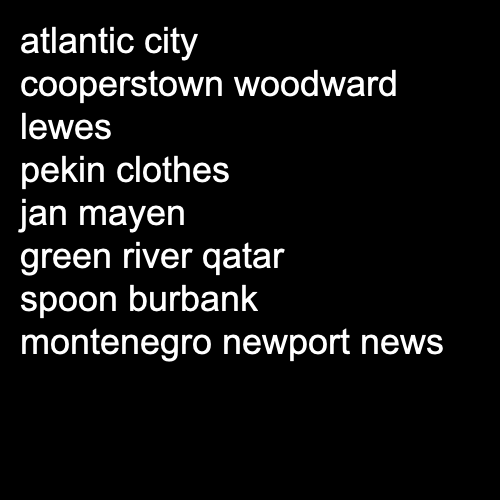 atlantic city
cooperstown woodward
lewes
pekin clothes
jan mayen
green river qatar
spoon burbank
montenegro newport news